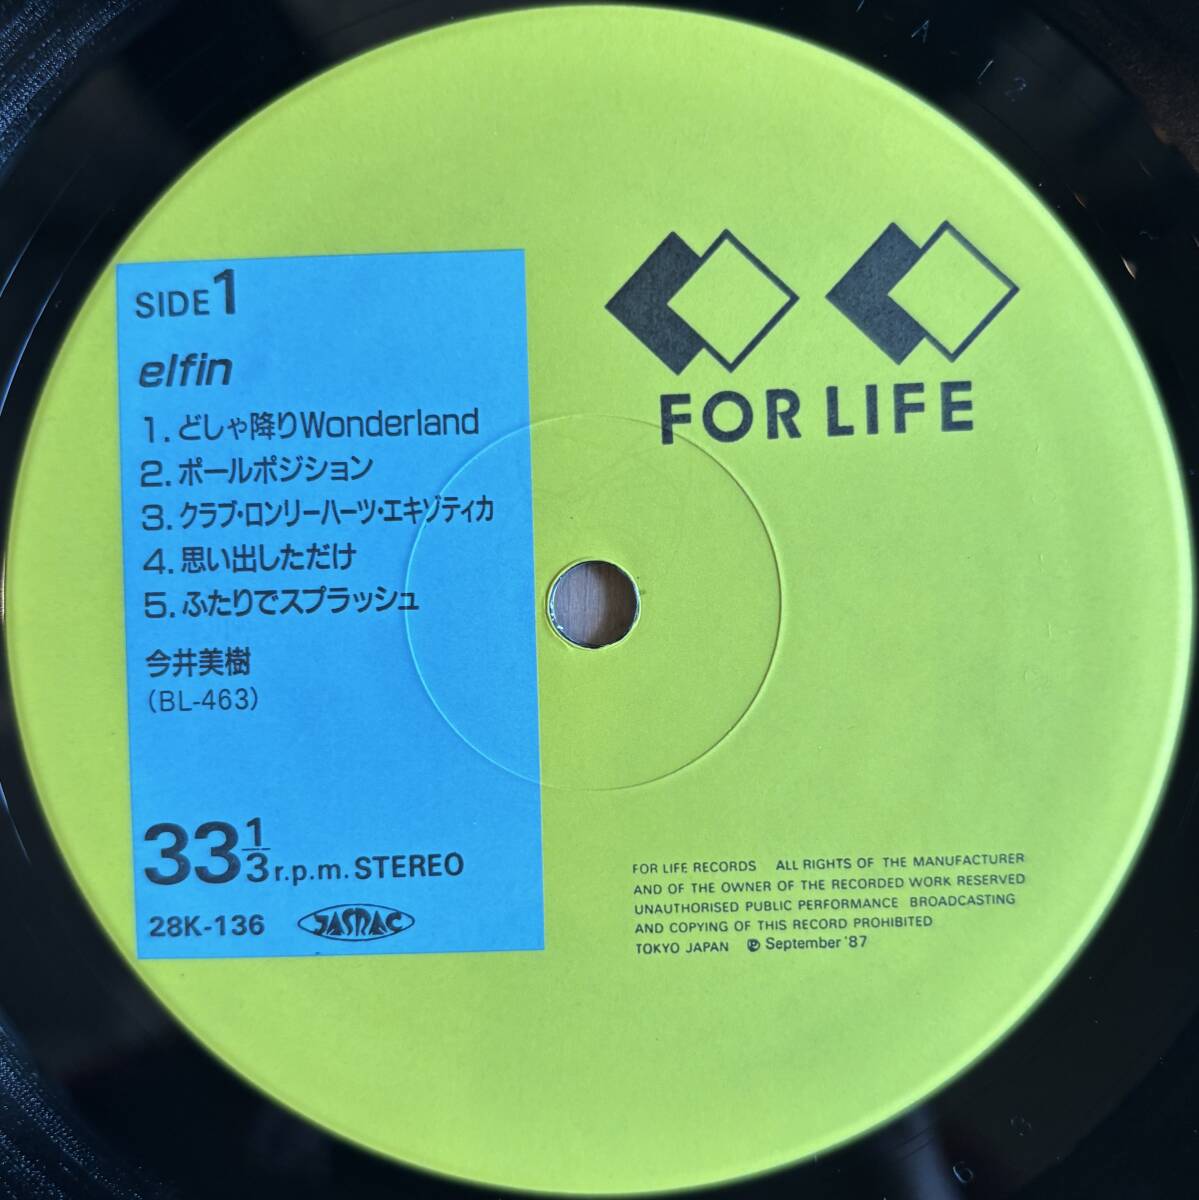 SIDE 1
elfin
1. どしゃ降りWonderland
2. ポールポジション
3. クラブ・ロンリーハーツ・エキゾティカ
4. 思い出しただけ
5. ふたりでスプラッシュ
今井美樹
(BL-463)
33 1/3 r.p.m. STEREO
28K-136 JASRAC
FOR LIFE
FOR LIFE RECORDS ALL RIGHTS OF THE MANUFACTURER
AND OF THE OWNER OF THE RECORDED WORK RESERVED
UNAUTHORISED PUBLIC PERFORMANCE BROADCASTING
AND COPYING OF THIS RECORD PROHIBITED
TOKYO JAPAN ℗ September '87